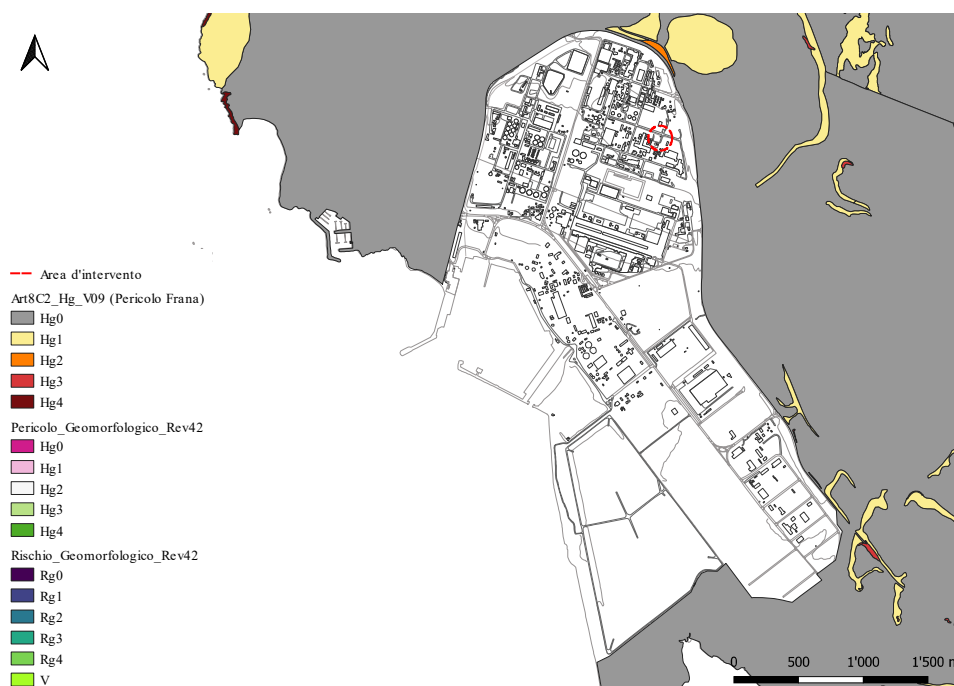 Area d'intervento
Art8C2_Hg_V09 (Pericolo Frana)
Hg0
Hg1
Hg2
Hg3
Hg4
Pericolo_Geomorfologico_Rev42
Hg0
Hg1
Hg2
Hg3
Hg4
Rischio_Geomorfologico_Rev42
Rg0
Rg1
Rg2
Rg3
Rg4
V
0 500 1'000 1'500 m